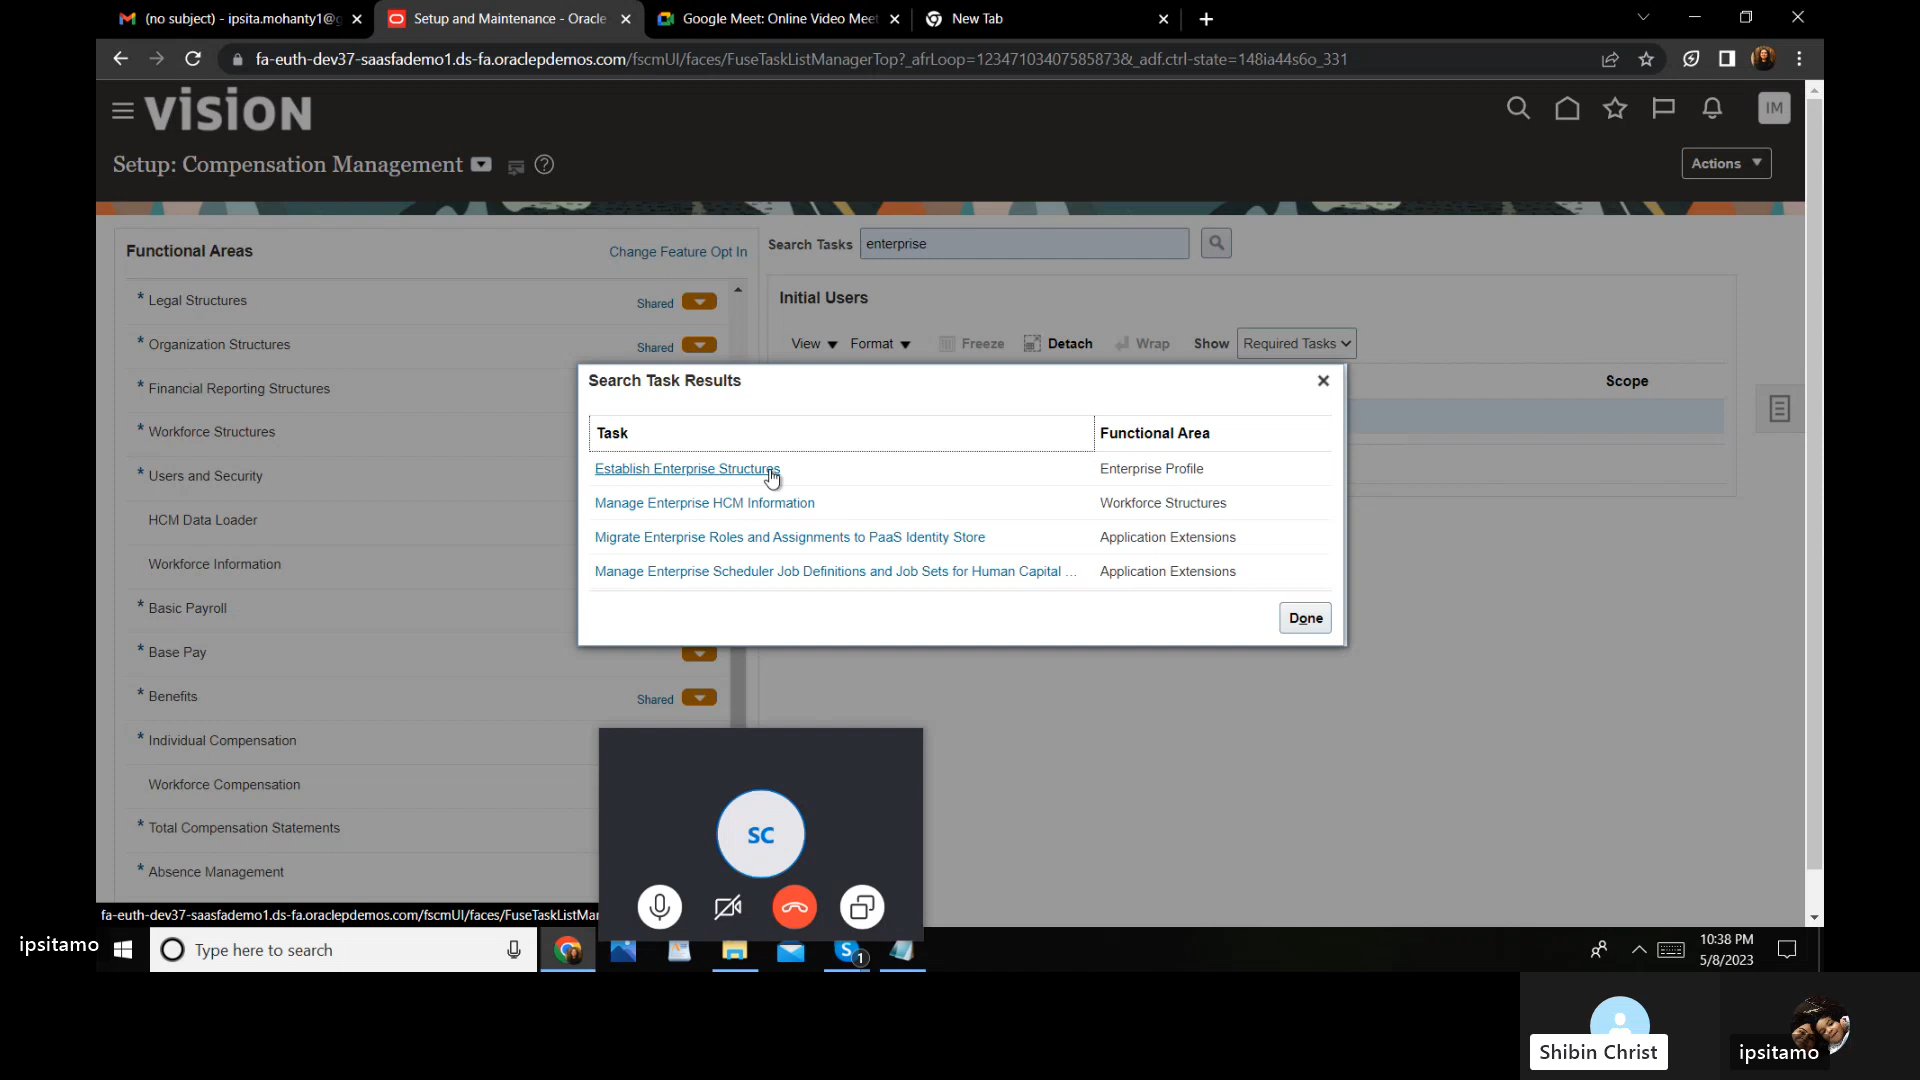 (no subject) - ipsita.mohanty1@g
Setup and Maintenance - Oracle
Google Meet: Online Video Meet
New Tab
fa-euth-dev37-saasfademo1.ds-fa.oraclepdemos.com/fscmUI/faces/FuseTaskListManagerTop?_afrLoop=12347103407585873&_adf.ctrl-state=148ia44s6o_331
VISION
IM
Setup: Compensation Management
Actions
Functional Areas
Change Feature Opt In
Search Tasks
enterprise
* Legal Structures
Shared
* Organization Structures
Shared
* Financial Reporting Structures
* Workforce Structures
* Users and Security
HCM Data Loader
Workforce Information
* Basic Payroll
* Base Pay
* Benefits
Shared
* Individual Compensation
Workforce Compensation
* Total Compensation Statements
* Absence Management
Initial Users
View
Format
Freeze
Detach
Wrap
Show
Required Tasks
Scope
Search Task Results
Task
Functional Area
Establish Enterprise Structures
Enterprise Profile
Manage Enterprise HCM Information
Workforce Structures
Migrate Enterprise Roles and Assignments to PaaS Identity Store
Application Extensions
Manage Enterprise Scheduler Job Definitions and Job Sets for Human Capital ...
Application Extensions
Done
SC
fa-euth-dev37-saasfademo1.ds-fa.oraclepdemos.com/fscmUI/faces/FuseTaskListMan
ipsitamo
Type here to search
S
1
10:38 PM
5/8/2023
Shibin Christ
ipsitamo